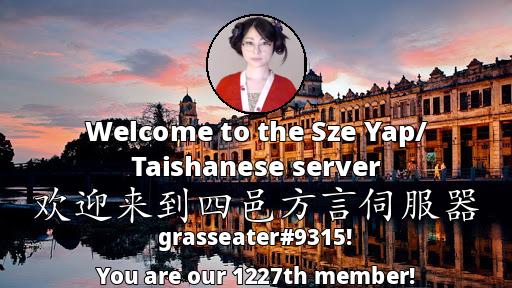 Welcome to the Sze Yap/
Taishanese server
欢迎来到四邑方言伺服器
grasseater#9315!
You are our 1227th member!